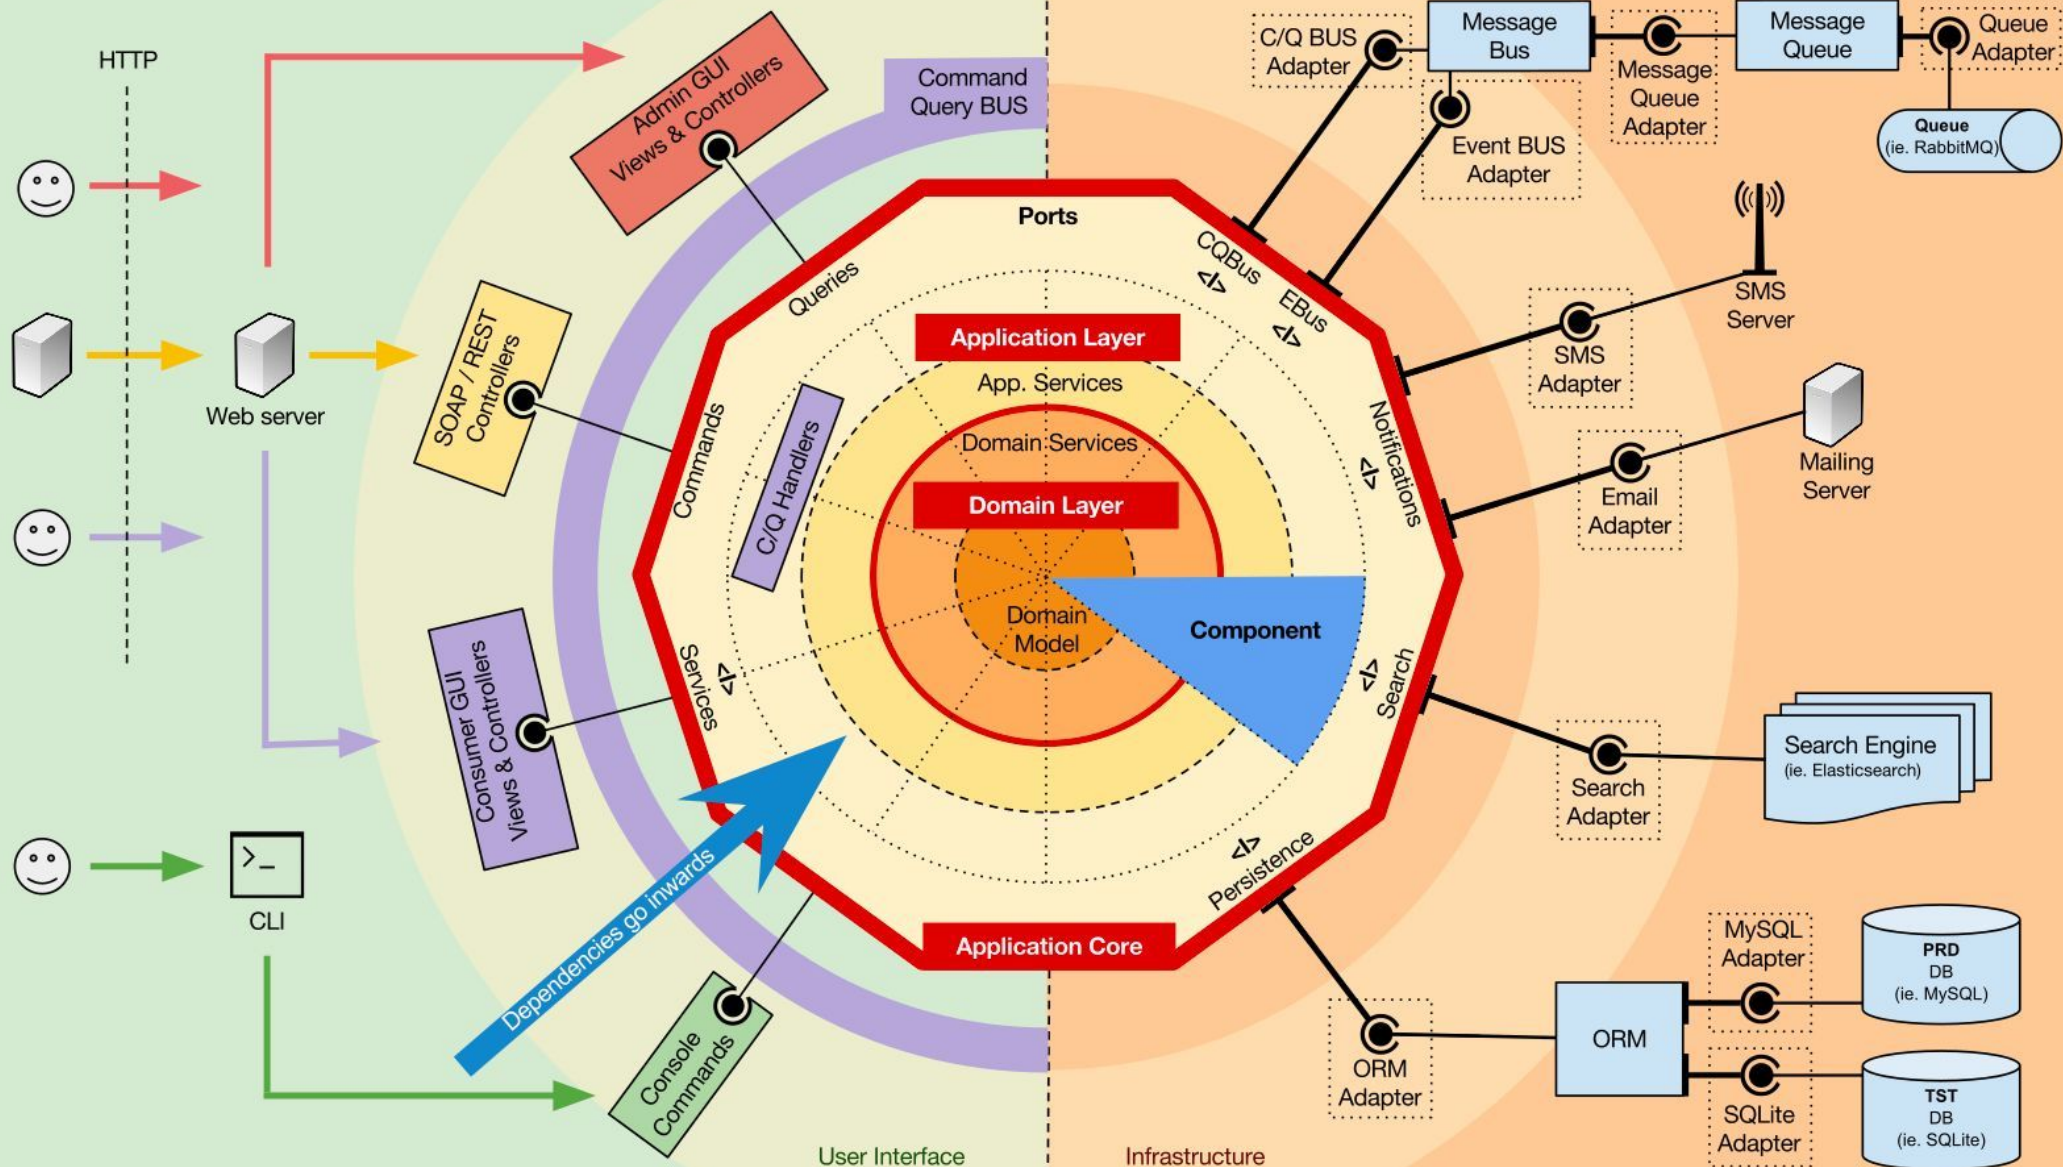 HTTP
Web server
CLI
>_
Admin GUI
Views & Controllers
SOAP / REST
Controllers
Consumer GUI
Views & Controllers
Console
Commands
Command
Query BUS
Dependencies go inwards
User Interface
Ports
Queries
Commands
Services
</>
C/Q Handlers
Application Layer
App. Services
Domain Services
Domain Layer
Domain
Model
Component
Application Core
CQBus
</>
EBus
</>
Notifications
</>
Search
</>
Persistence
</>
C/Q BUS
Adapter
Message
Bus
Event BUS
Adapter
Message
Queue
Adapter
Message
Queue
Queue
Adapter
Queue
(ie. RabbitMQ)
SMS
Server
SMS
Adapter
Mailing
Server
Email
Adapter
Search Engine
(ie. Elasticsearch)
Search
Adapter
MySQL
Adapter
PRD
DB
(ie. MySQL)
ORM
ORM
Adapter
SQLite
Adapter
TST
DB
(ie. SQLite)
Infrastructure